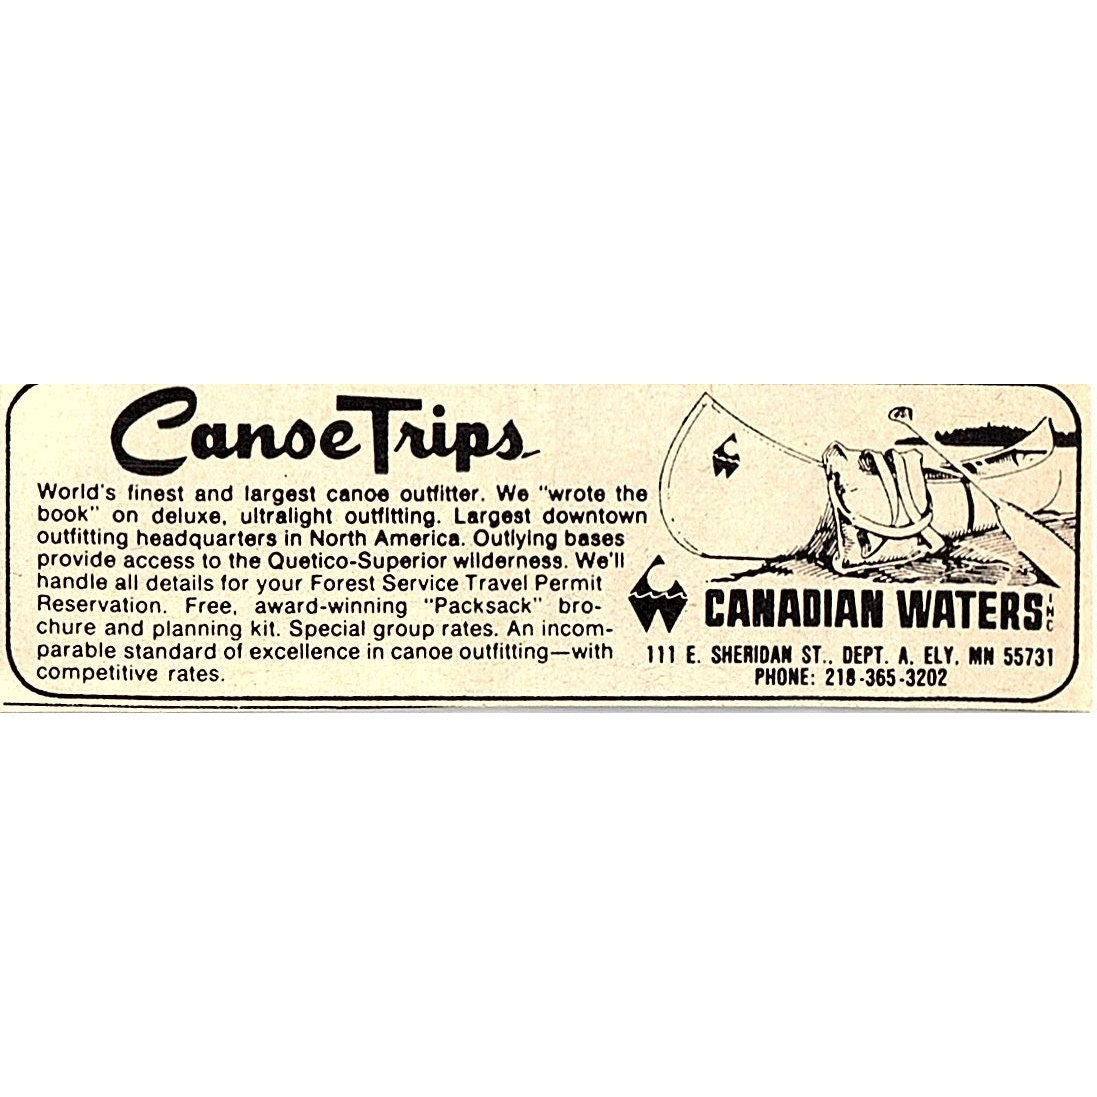 Canoe Trips
World's finest and largest canoe outfitter. We "wrote the
book" on deluxe, ultralight outfitting. Largest downtown
outfitting headquarters in North America. Outlying bases
provide access to the Quetico-Superior wilderness. We'll
handle all details for your Forest Service Travel Permit
Reservation. Free, award-winning "Packsack" bro-
chure and planning kit. Special group rates. An incom-
parable standard of excellence in canoe outfitting—with
competitive rates.
CANADIAN WATERS INC
111 E. SHERIDAN ST., DEPT. A, ELY, MN 55731
PHONE: 218-365-3202